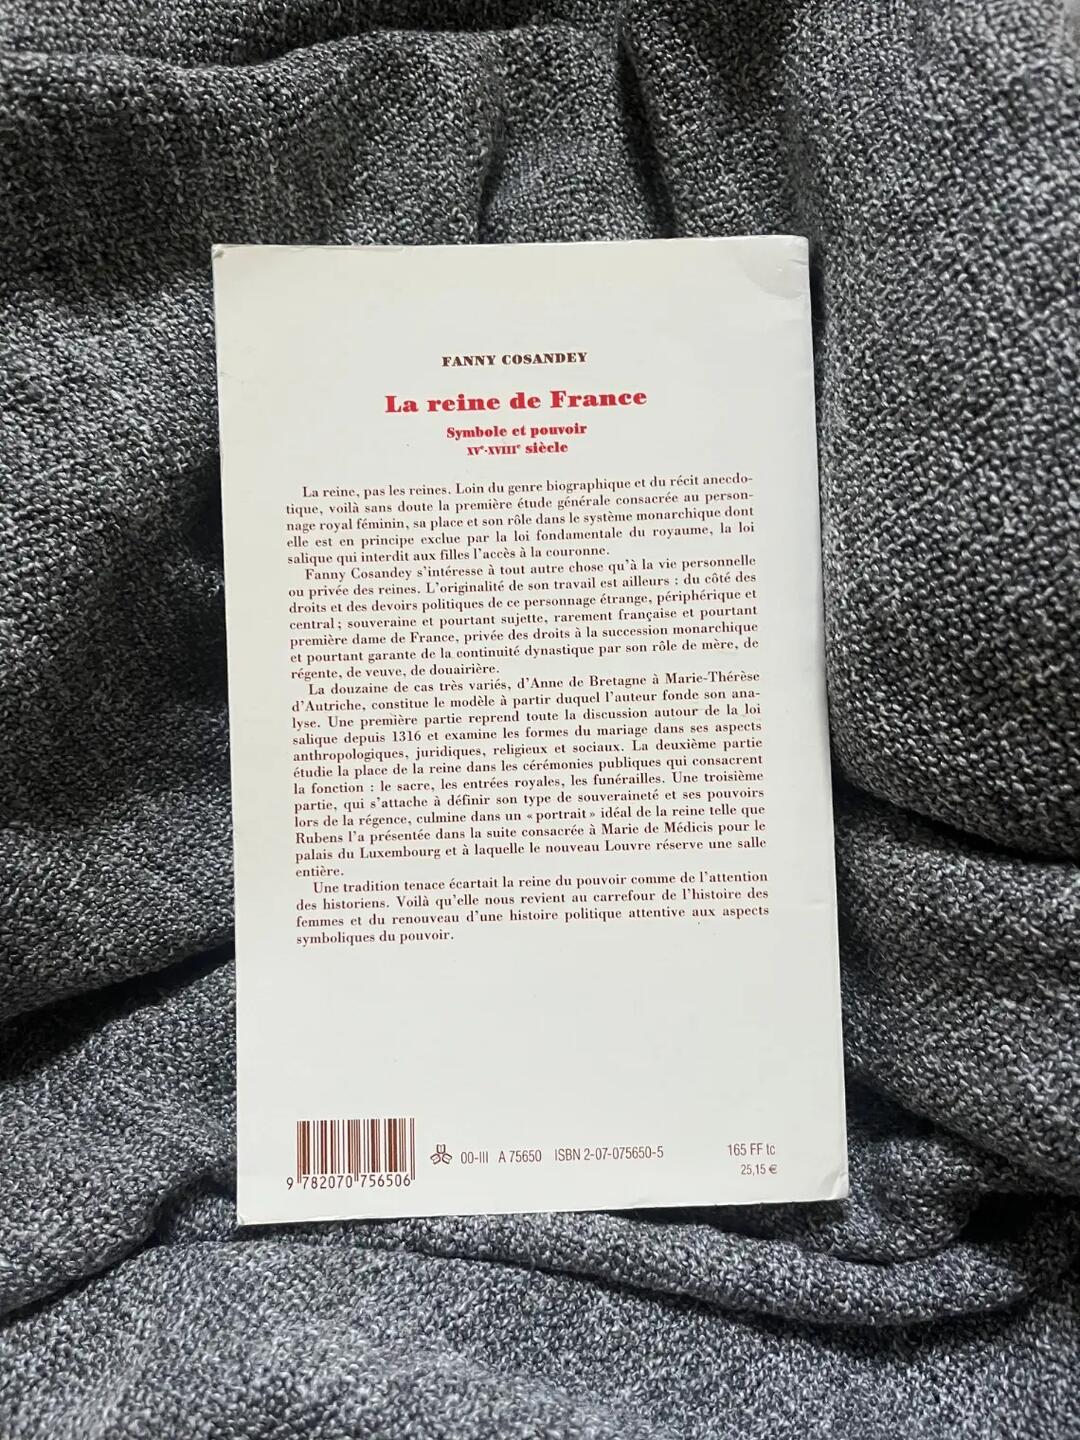 FANNY COSANDEY
La reine de France
Symbole et pouvoir
XVᵉ-XVIIIᵉ siècle
La reine, pas les reines. Loin du genre biographique et du récit anecdo-
tique, voilà sans doute la première étude générale consacrée au person-
nage royal féminin, sa place et son rôle dans le système monarchique dont
elle est en principe exclue par la loi fondamentale du royaume, la loi
salique qui interdit aux filles l'accès à la couronne.
Fanny Cosandey s'intéresse à tout autre chose qu'à la vie personnelle
ou privée des reines. L'originalité de son travail est ailleurs : du côté des
droits et des devoirs politiques de ce personnage étrange, périphérique et
central ; souveraine et pourtant sujette, rarement française et pourtant
première dame de France, privée des droits à la succession monarchique
et pourtant garante de la continuité dynastique par son rôle de mère, de
régente, de veuve, de douairière.
La douzaine de cas très variés, d'Anne de Bretagne à Marie-Thérèse
d'Autriche, constitue le modèle à partir duquel l'auteur fonde son ana-
lyse. Une première partie reprend toute la discussion autour de la loi
salique depuis 1316 et examine les formes du mariage dans ses aspects
anthropologiques, juridiques, religieux et sociaux. La deuxième partie
étudie la place de la reine dans les cérémonies publiques qui consacrent
la fonction : le sacre, les entrées royales, les funérailles. Une troisième
partie, qui s'attache à définir son type de souveraineté et ses pouvoirs
lors de la régence, culmine dans un « portrait » idéal de la reine telle que
Rubens l'a présentée dans la suite consacrée à Marie de Médicis pour le
palais du Luxembourg et à laquelle le nouveau Louvre réserve une salle
entière.
Une tradition tenace écartait la reine du pouvoir comme de l'attention
des historiens. Voilà qu'elle nous revient au carrefour de l'histoire des
femmes et du renouveau d'une histoire politique attentive aux aspects
symboliques du pouvoir.
9 782070 756506
00-III A 75650 ISBN 2-07-075650-5
165 FF tc
25,15 €